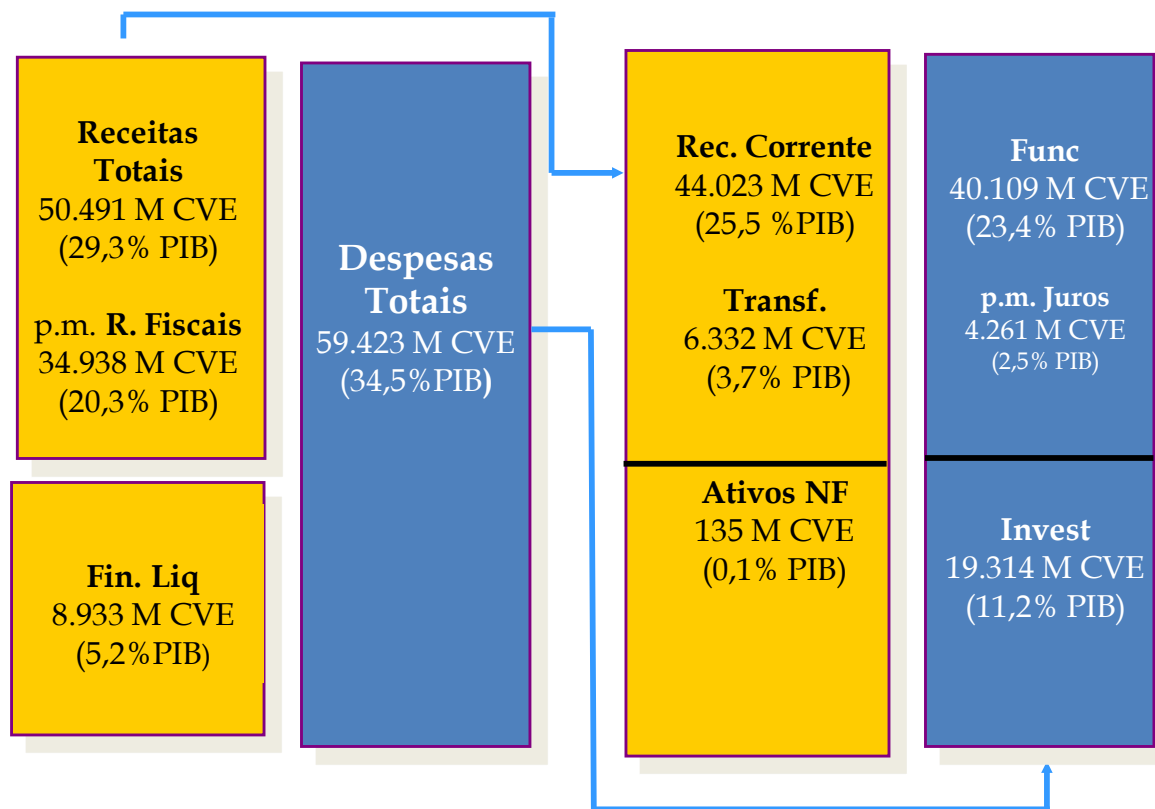 Receitas
Totais
50.491 M CVE
(29,3% PIB)
p.m. R. Fiscais
34.938 M CVE
(20,3% PIB)
Fin. Liq
8.933 M CVE
(5,2%PIB)
Despesas
Totais
59.423 M CVE
(34,5%PIB)
Rec. Corrente
44.023 M CVE
(25,5 %PIB)
Transf.
6.332 M CVE
(3,7% PIB)
Ativos NF
135 M CVE
(0,1% PIB)
Func
40.109 M CVE
(23,4% PIB)
p.m. Juros
4.261 M CVE
(2,5% PIB)
Invest
19.314 M CVE
(11,2% PIB)